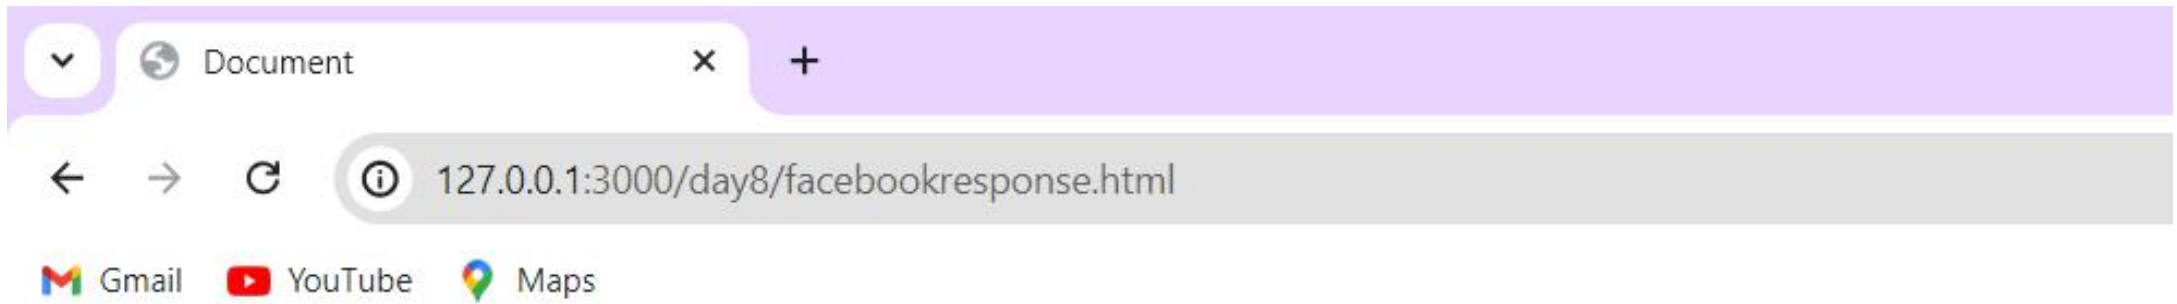 Document
127.0.0.1:3000/day8/facebookresponse.html
Gmail YouTube Maps